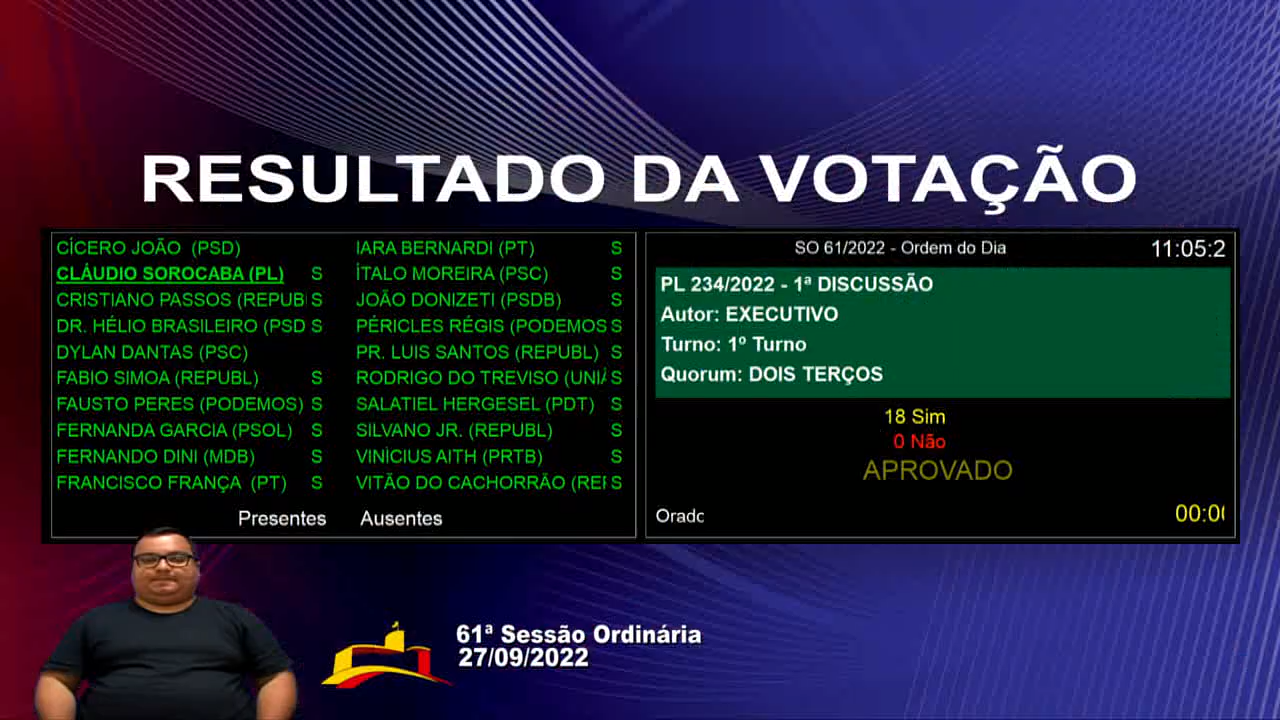 RESULTADO DA VOTAÇÃO
CÍCERO JOÃO (PSD)
CLÁUDIO SOROCABA (PL) S
CRISTIANO PASSOS (REPUB S
DR. HÉLIO BRASILEIRO (PSD S
DYLAN DANTAS (PSC)
FABIO SIMOA (REPUBL) S
FAUSTO PERES (PODEMOS) S
FERNANDA GARCIA (PSOL) S
FERNANDO DINI (MDB) S
FRANCISCO FRANÇA (PT) S
IARA BERNARDI (PT) S
ÍTALO MOREIRA (PSC) S
JOÃO DONIZETI (PSDB) S
PÉRICLES RÉGIS (PODEMOS S
PR. LUIS SANTOS (REPUBL) S
RODRIGO DO TREVISO (UNIÃ S
SALATIEL HERGESEL (PDT) S
SILVANO JR. (REPUBL) S
VINÍCIUS AITH (PRTB) S
VITÃO DO CACHORRÃO (REF S
Presentes Ausentes
SO 61/2022 - Ordem do Dia 11:05:2
PL 234/2022 - 1ª DISCUSSÃO
Autor: EXECUTIVO
Turno: 1º Turno
Quorum: DOIS TERÇOS
18 Sim
0 Não
APROVADO
Orado 00:00
61ª Sessão Ordinária
27/09/2022